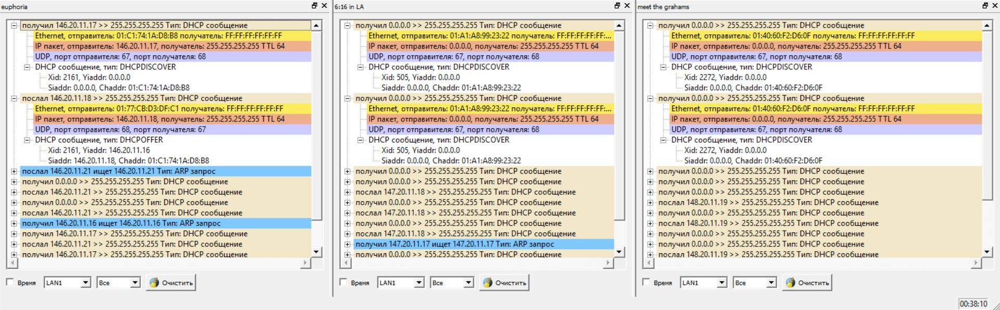 euphoria
получил 146.20.11.17 >> 255.255.255.255 Тип: DHCP сообщение
Ethernet, отправитель: 01:C1:74:1A:D8:B8 получатель: FF:FF:FF:FF:FF:FF
IP пакет, отправитель: 146.20.11.17, получатель: 255.255.255.255 TTL 64
UDP, порт отправителя: 67, порт получателя: 68
DHCP сообщение, тип: DHCPDISCOVER
Xid: 2161, Yiaddr: 0.0.0.0
Siaddr: 0.0.0.0, Chaddr: 01:C1:74:1A:D8:B8
послал 146.20.11.18 >> 255.255.255.255 Тип: DHCP сообщение
Ethernet, отправитель: 01:77:CB:D3:DF:C1 получатель: FF:FF:FF:FF:FF:FF
IP пакет, отправитель: 146.20.11.18, получатель: 255.255.255.255 TTL 64
UDP, порт отправителя: 68, порт получателя: 67
DHCP сообщение, тип: DHCPOFFER
Xid: 2161, Yiaddr: 146.20.11.16
Siaddr: 146.20.11.18, Chaddr: 01:C1:74:1A:D8:B8
послал 146.20.11.21 ищет 146.20.11.21 Тип: ARP запрос
получил 0.0.0.0 >> 255.255.255.255 Тип: DHCP сообщение
послал 146.20.11.21 >> 255.255.255.255 Тип: DHCP сообщение
получил 0.0.0.0 >> 255.255.255.255 Тип: DHCP сообщение
послал 146.20.11.21 >> 255.255.255.255 Тип: DHCP сообщение
получил 146.20.11.16 ищет 146.20.11.16 Тип: ARP запрос
получил 146.20.11.17 >> 255.255.255.255 Тип: DHCP сообщение
послал 146.20.11.21 >> 255.255.255.255 Тип: DHCP сообщение
получил 146.20.11.17 >> 255.255.255.255 Тип: DHCP сообщение
Время LAN1 Все Очистить
6:16 in LA
получил 0.0.0.0 >> 255.255.255.255 Тип: DHCP сообщение
Ethernet, отправитель: 01:A1:A8:99:23:22 получатель: FF:FF:FF:FF:FF:...
IP пакет, отправитель: 0.0.0.0, получатель: 255.255.255.255 TTL 64
UDP, порт отправителя: 67, порт получателя: 68
DHCP сообщение, тип: DHCPDISCOVER
Xid: 505, Yiaddr: 0.0.0.0
Siaddr: 0.0.0.0, Chaddr: 01:A1:A8:99:23:22
получил 0.0.0.0 >> 255.255.255.255 Тип: DHCP сообщение
Ethernet, отправитель: 01:A1:A8:99:23:22 получатель: FF:FF:FF:FF:FF:...
IP пакет, отправитель: 0.0.0.0, получатель: 255.255.255.255 TTL 64
UDP, порт отправителя: 67, порт получателя: 68
DHCP сообщение, тип: DHCPDISCOVER
Xid: 505, Yiaddr: 0.0.0.0
Siaddr: 0.0.0.0, Chaddr: 01:A1:A8:99:23:22
получил 0.0.0.0 >> 255.255.255.255 Тип: DHCP сообщение
получил 0.0.0.0 >> 255.255.255.255 Тип: DHCP сообщение
послал 147.20.11.18 >> 255.255.255.255 Тип: DHCP сообщение
получил 0.0.0.0 >> 255.255.255.255 Тип: DHCP сообщение
послал 147.20.11.18 >> 255.255.255.255 Тип: DHCP сообщение
получил 0.0.0.0 >> 255.255.255.255 Тип: DHCP сообщение
послал 147.20.11.18 >> 255.255.255.255 Тип: DHCP сообщение
получил 147.20.11.17 ищет 147.20.11.17 Тип: ARP запрос
получил 0.0.0.0 >> 255.255.255.255 Тип: DHCP сообщение
Время LAN1 Все Очистить
meet the grahams
получил 0.0.0.0 >> 255.255.255.255 Тип: DHCP сообщение
Ethernet, отправитель: 01:40:60:F2:D6:0F получатель: FF:FF:FF:FF:FF:FF
IP пакет, отправитель: 0.0.0.0, получатель: 255.255.255.255 TTL 64
UDP, порт отправителя: 67, порт получателя: 68
DHCP сообщение, тип: DHCPDISCOVER
Xid: 2272, Yiaddr: 0.0.0.0
Siaddr: 0.0.0.0, Chaddr: 01:40:60:F2:D6:0F
получил 0.0.0.0 >> 255.255.255.255 Тип: DHCP сообщение
Ethernet, отправитель: 01:40:60:F2:D6:0F получатель: FF:FF:FF:FF:FF:FF
IP пакет, отправитель: 0.0.0.0, получатель: 255.255.255.255 TTL 64
UDP, порт отправителя: 67, порт получателя: 68
DHCP сообщение, тип: DHCPDISCOVER
Xid: 2272, Yiaddr: 0.0.0.0
Siaddr: 0.0.0.0, Chaddr: 01:40:60:F2:D6:0F
получил 0.0.0.0 >> 255.255.255.255 Тип: DHCP сообщение
получил 0.0.0.0 >> 255.255.255.255 Тип: DHCP сообщение
получил 0.0.0.0 >> 255.255.255.255 Тип: DHCP сообщение
послал 148.20.11.19 >> 255.255.255.255 Тип: DHCP сообщение
получил 0.0.0.0 >> 255.255.255.255 Тип: DHCP сообщение
послал 148.20.11.19 >> 255.255.255.255 Тип: DHCP сообщение
получил 0.0.0.0 >> 255.255.255.255 Тип: DHCP сообщение
получил 0.0.0.0 >> 255.255.255.255 Тип: DHCP сообщение
послал 148.20.11.19 >> 255.255.255.255 Тип: DHCP сообщение
Время LAN1 Все Очистить
00:38:10